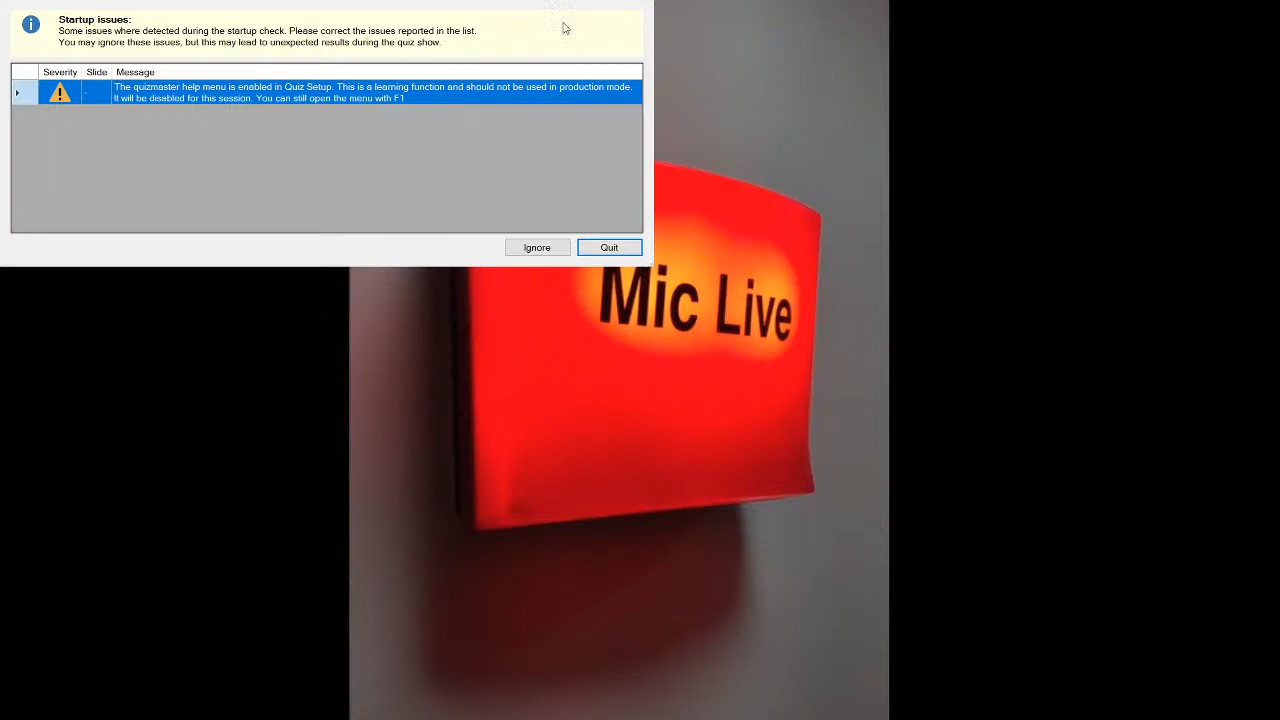 Startup issues:
Some issues where detected during the startup check. Please correct the issues reported in the list.
You may ignore these issues, but this may lead to unexpected results during the quiz show.
Severity Slide Message
- The quizmaster help menu is enabled in Quiz Setup. This is a learning function and should not be used in production mode.
It will be disabled for this session. You can still open the menu with F1
Ignore Quit
Mic Live